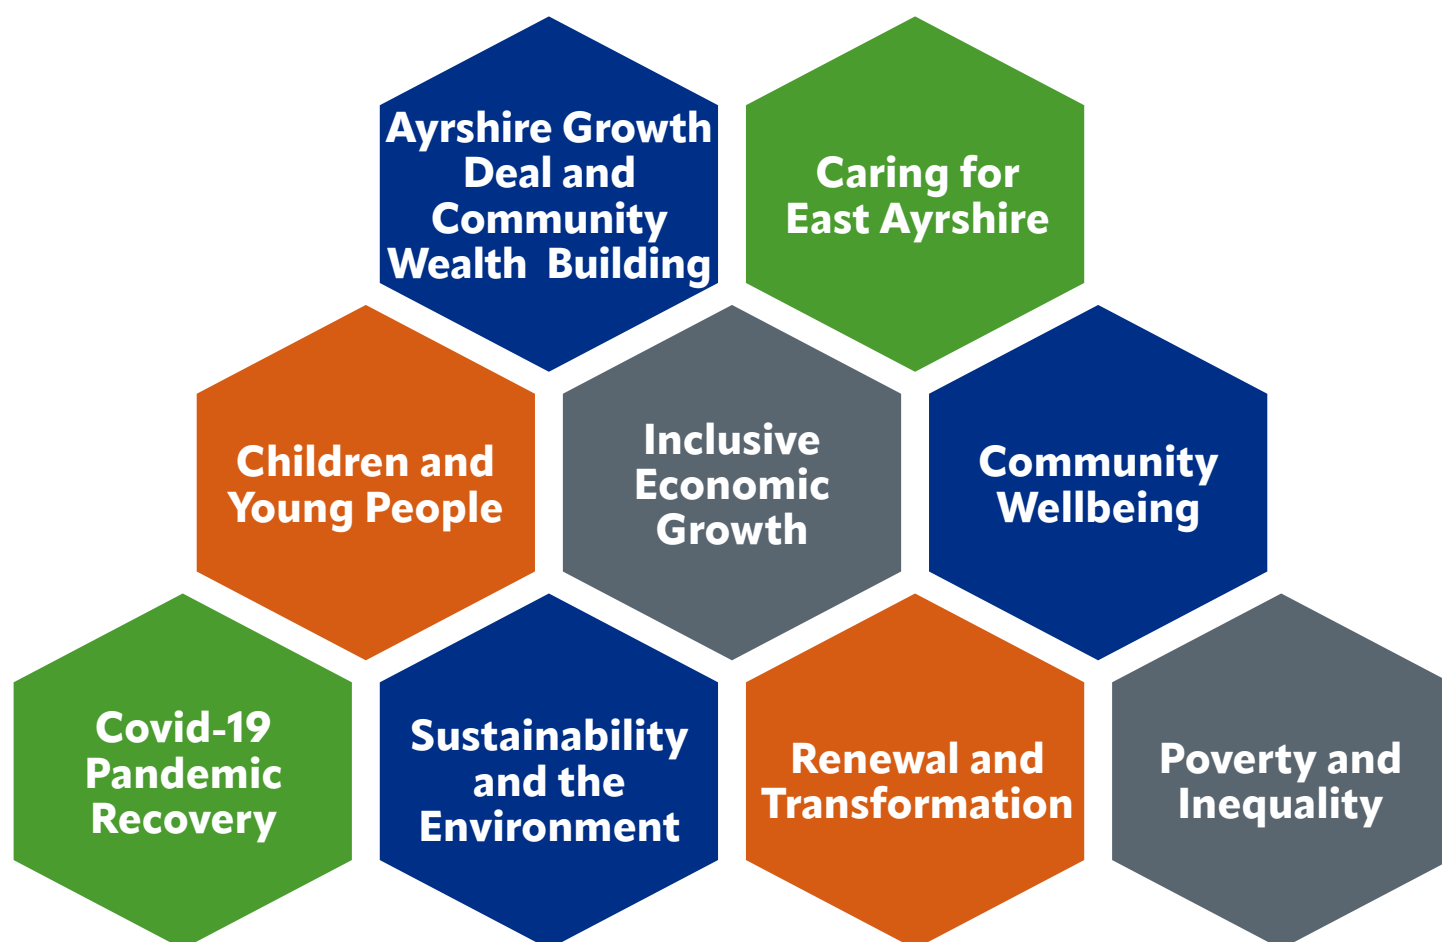 Ayrshire Growth
Deal and
Community
Wealth  Building
Caring for
East Ayrshire
Children and
Young People
Inclusive
Economic
Growth
Community
Wellbeing
Covid-19
Pandemic
Recovery
Sustainability
and the
Environment
Renewal and
Transformation
Poverty and
Inequality